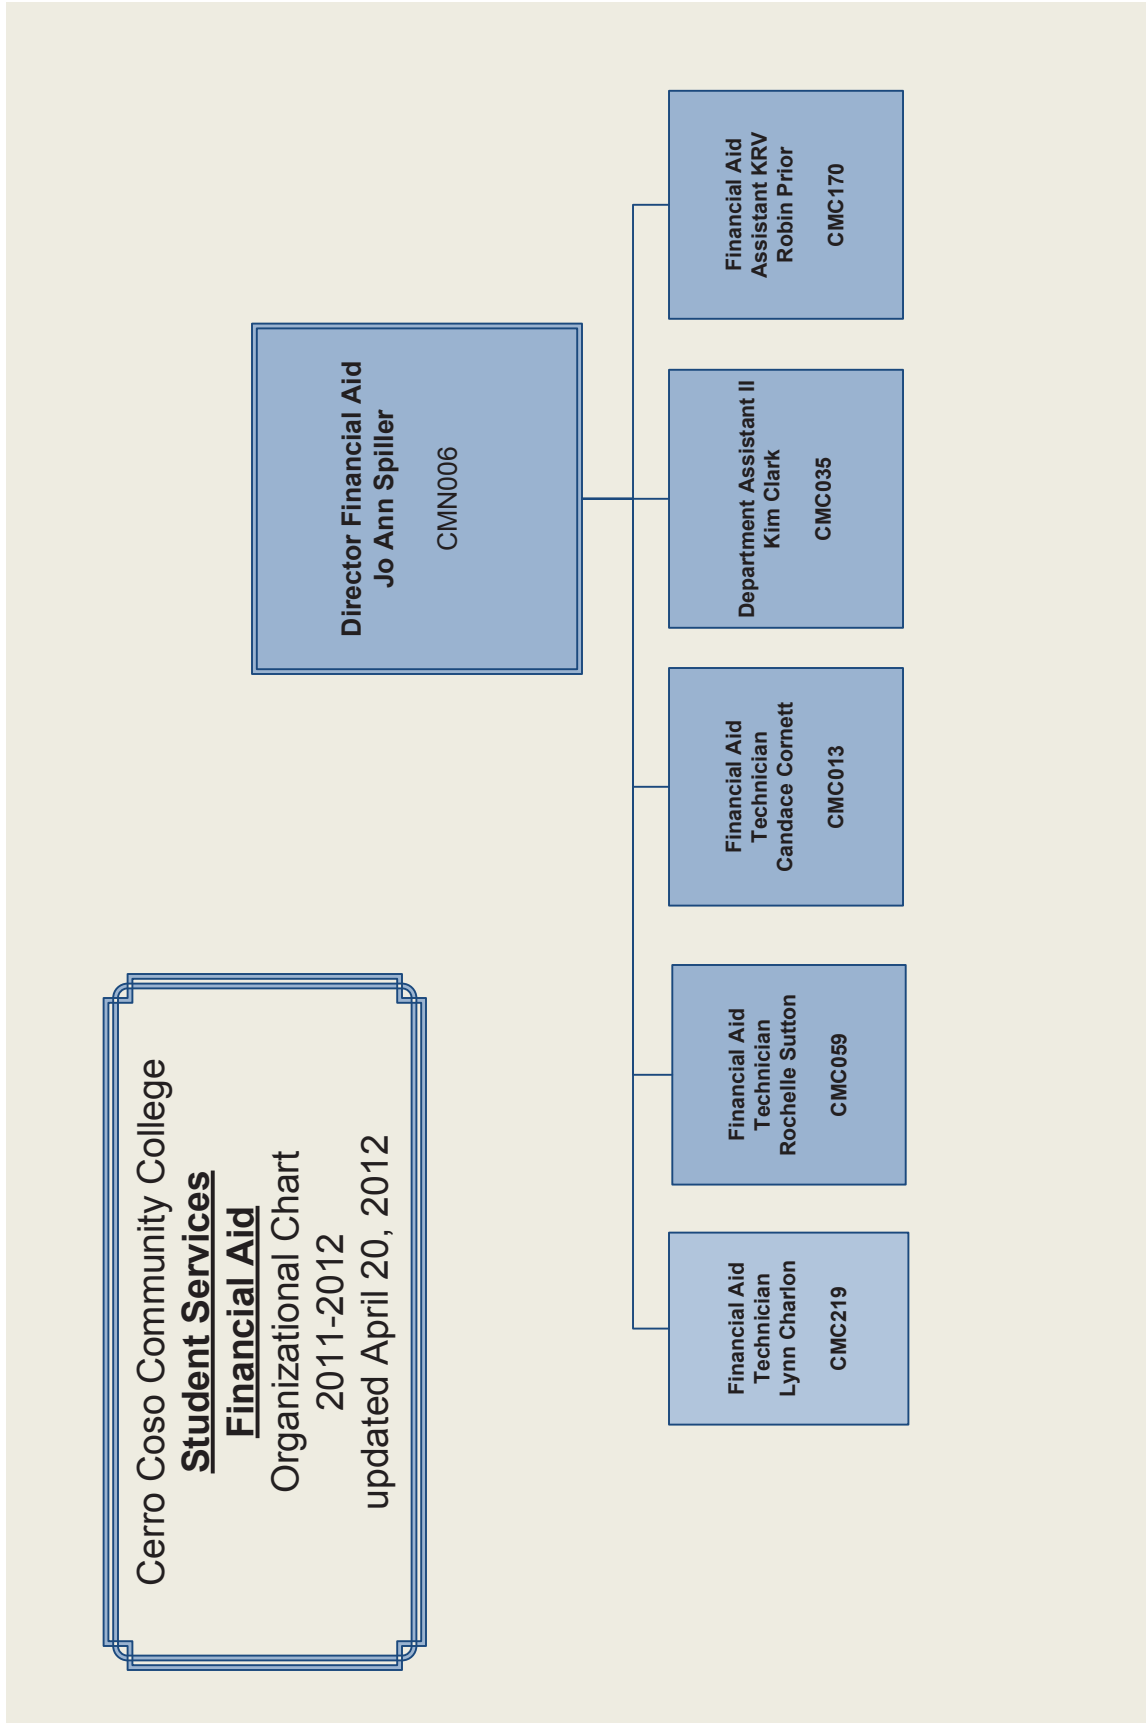 Cerro Coso Community College
Student Services
Financial Aid
Organizational Chart
2011-2012
updated April 20, 2012
Director Financial Aid
Jo Ann Spiller
CMN006
Financial Aid
Technician
Lynn Charlon
CMC219
Financial Aid
Technician
Rochelle Sutton
CMC059
Financial Aid
Technician
Candace Cornett
CMC013
Department Assistant II
Kim Clark
CMC035
Financial Aid
Assistant KRV
Robin Prior
CMC170